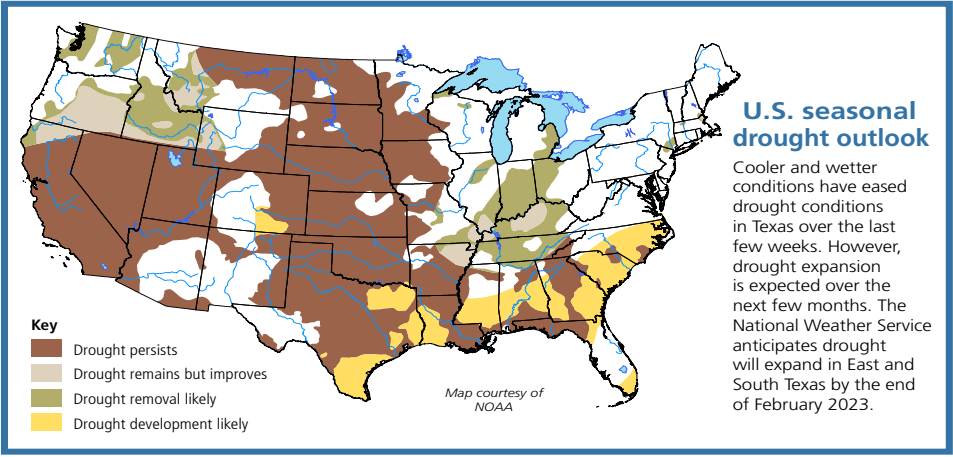 U.S. seasonal
drought outlook
Cooler and wetter
conditions have eased
drought conditions
in Texas over the last
few weeks. However,
drought expansion
is expected over the
next few months. The
National Weather Service
anticipates drought
will expand in East and
South Texas by the end
of February 2023.
Key
Drought persists
Drought remains but improves
Drought removal likely
Drought development likely
Map courtesy of
NOAA